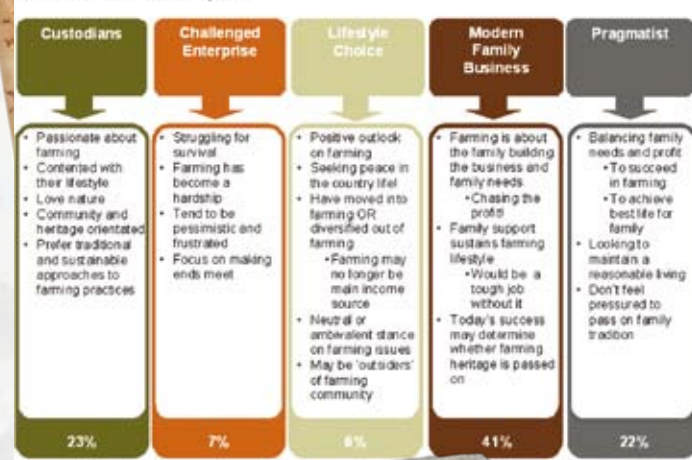 Custodians
Passionate about
farming
Contented with
their lifestyle
Love nature
Community and
heritage orientated
Prefer traditional
and sustainable
approaches to
farming practices
23%
Challenged
Enterprise
Struggling for
survival
Farming has
become a
hardship
Tend to be
pessimistic and
frustrated
Focus on making
ends meet
7%
Lifestyle
Choice
Positive outlook
on farming
Seeking peace in
the country life!
Have moved into
farming OR
diversified out of
farming
Farming may
no longer be
main income
source
Neutral or
ambivalent stance
on farming issues
May be 'outsiders'
of farming
community
6%
Modern
Family
Business
Farming is about
the family building
the business and
family needs
Chasing the
profit!
Family support
sustains farming
lifestyle
Would be a
tough job
without it
Today's success
may determine
whether farming
heritage is passed
on
41%
Pragmatist
Balancing family
needs and profit
To succeed
in farming
To achieve
best life for
family
Looking to
maintain a
reasonable living
Don't feel
pressured to
pass on family
tradition
22%